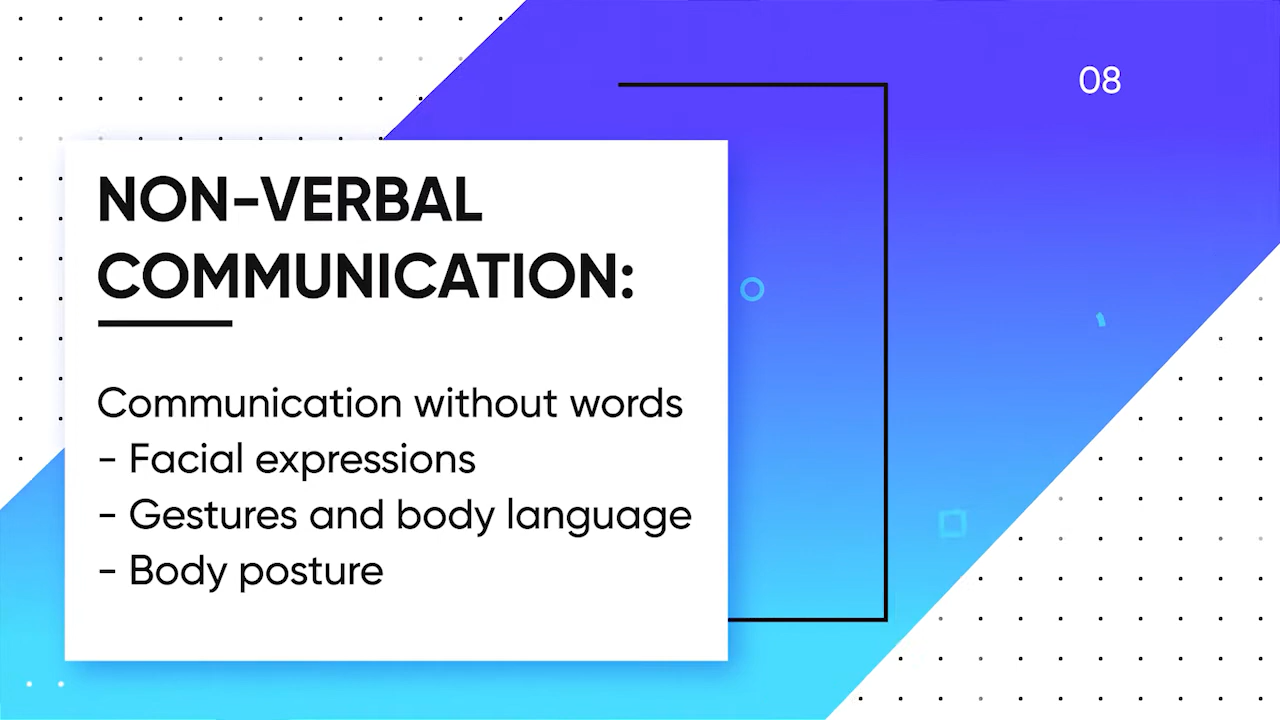 08
NON-VERBAL
COMMUNICATION:
Communication without words
- Facial expressions
- Gestures and body language
- Body posture